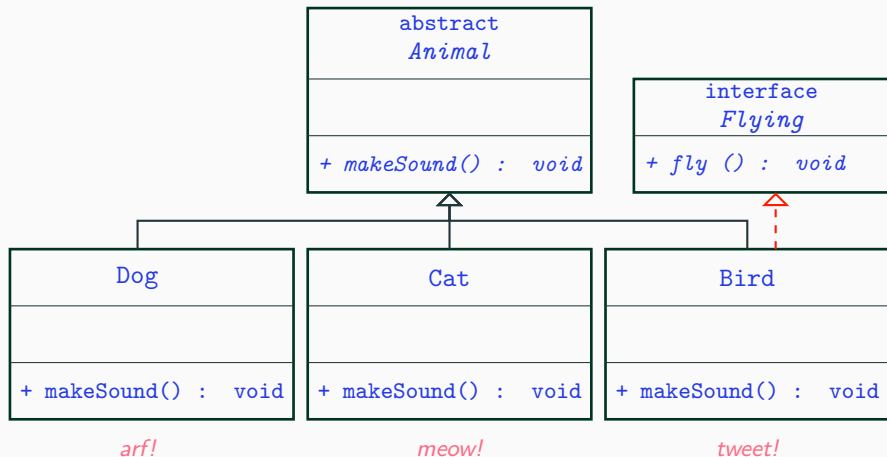 abstract
Animal
+ makeSound() : void
interface
Flying
+ fly () : void
Dog
+ makeSound() : void
arf!
Cat
+ makeSound() : void
meow!
Bird
+ makeSound() : void
tweet!